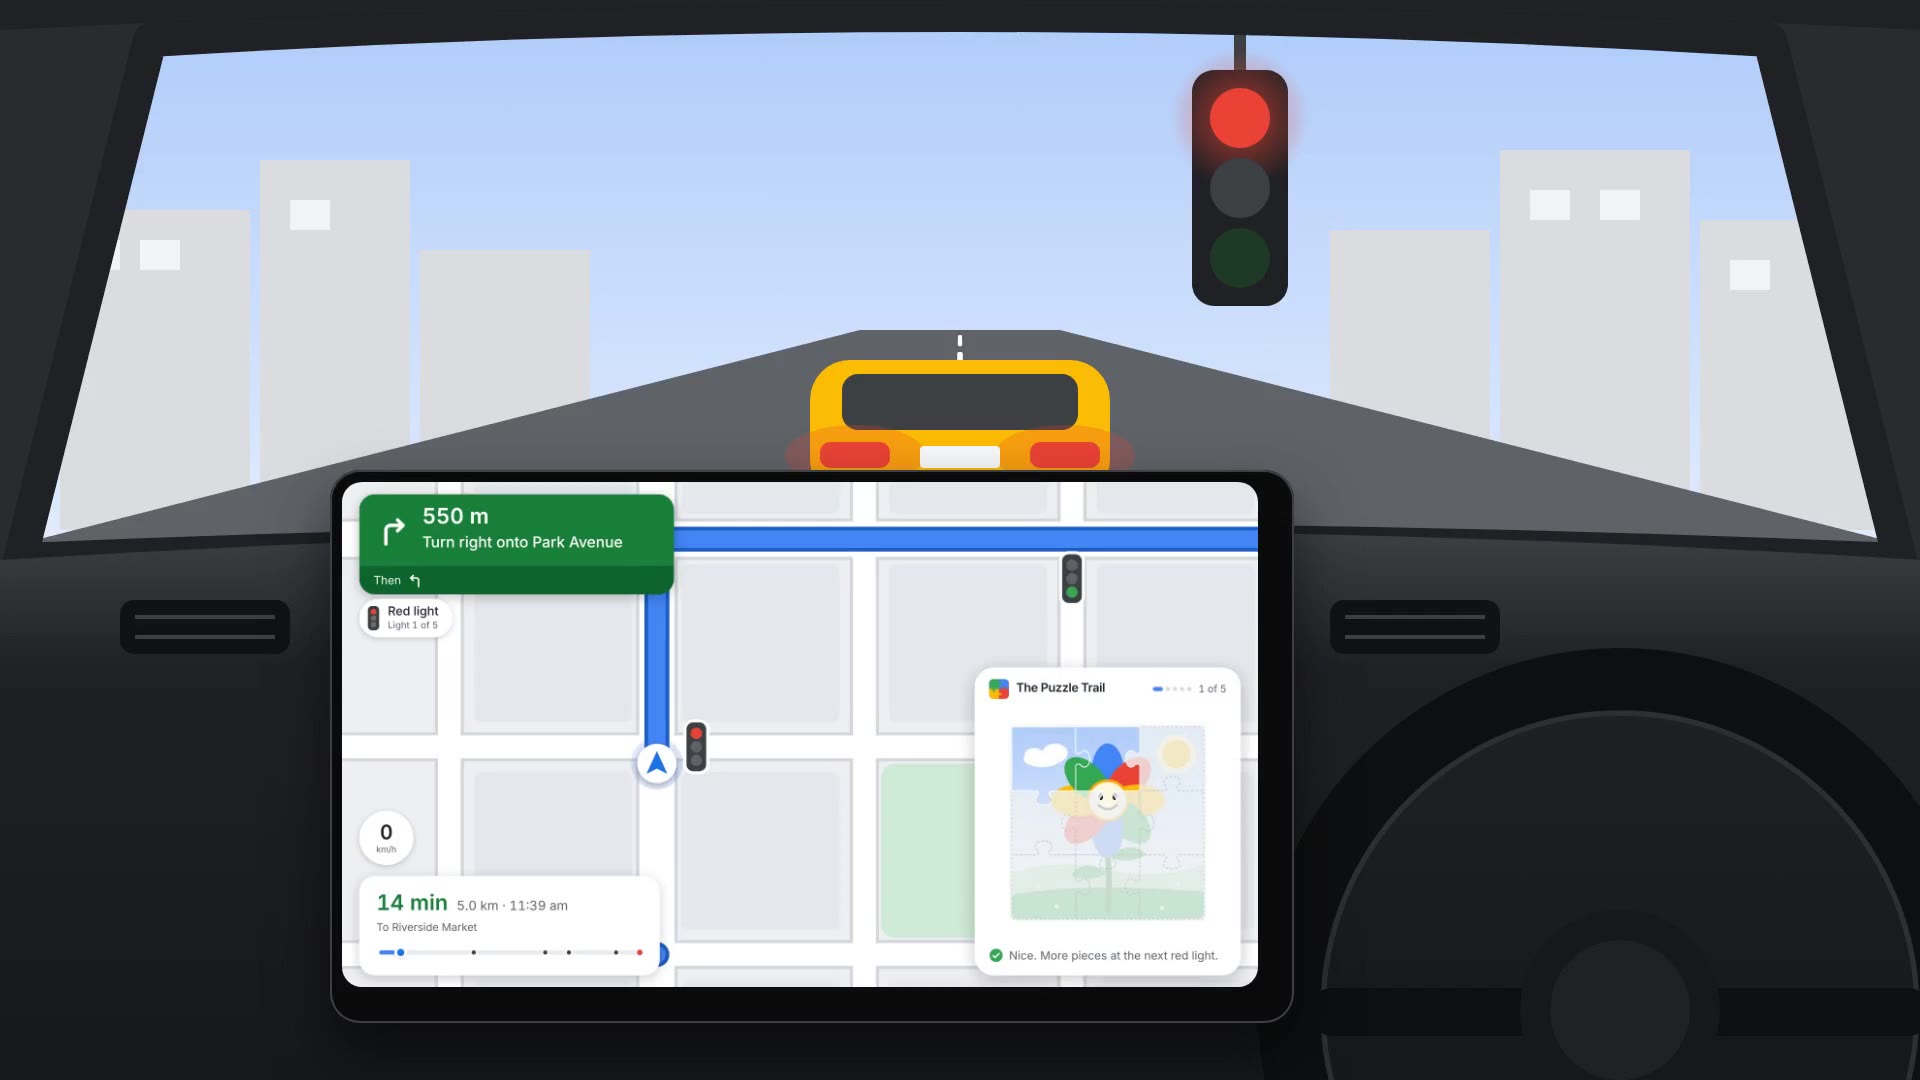 550 m
Turn right onto Park Avenue
Then
Red light
Light 1 of 5
The Puzzle Trail
1 of 5
0
km/h
14 min 5.0 km · 11:39 am
To Riverside Market
Nice. More pieces at the next red light.